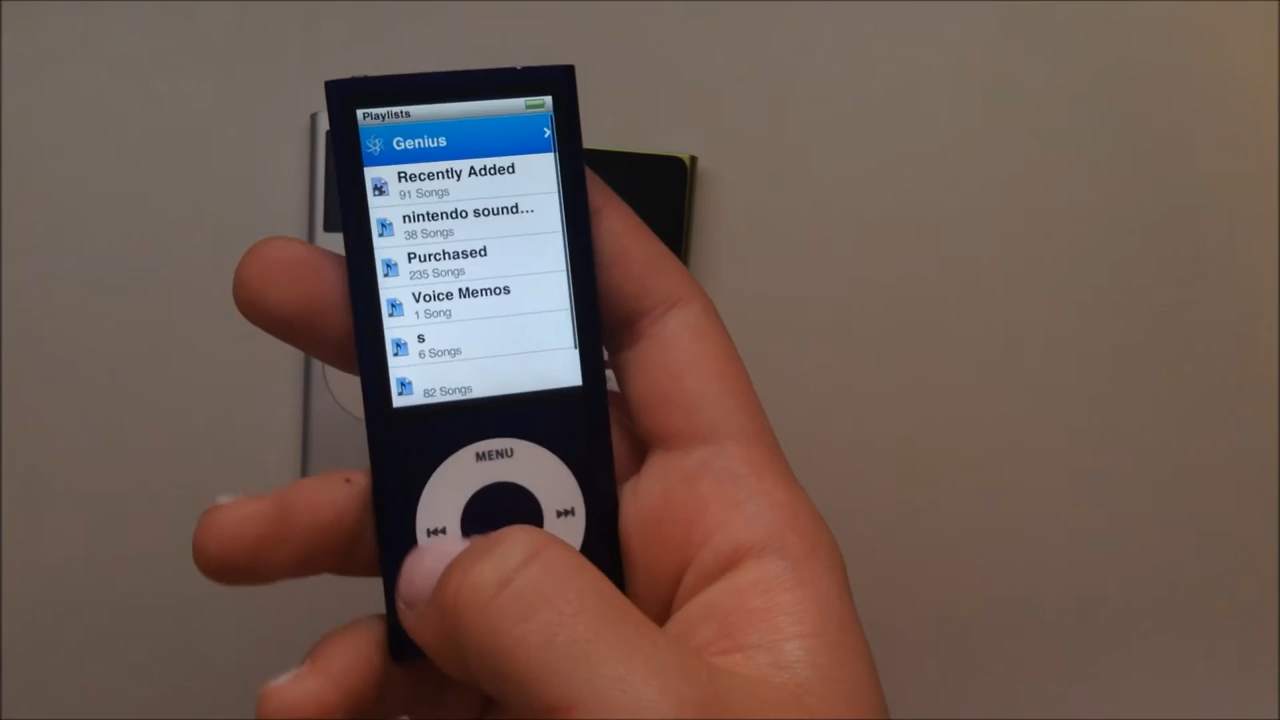 Playlists
Genius
Recently Added
91 Songs
nintendo sound...
38 Songs
Purchased
235 Songs
Voice Memos
1 Song
s
6 Songs
82 Songs
MENU